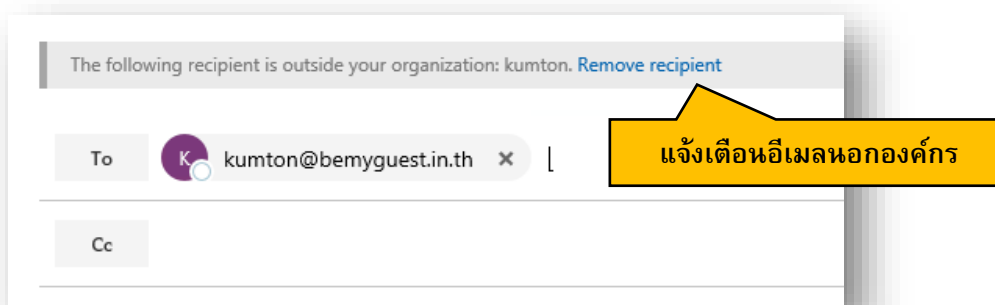 The following recipient is outside your organization: kumton. Remove recipient
To K kumton@bemyguest.in.th ×
แจ้งเตือนอีเมลนอกองค์กร
Cc